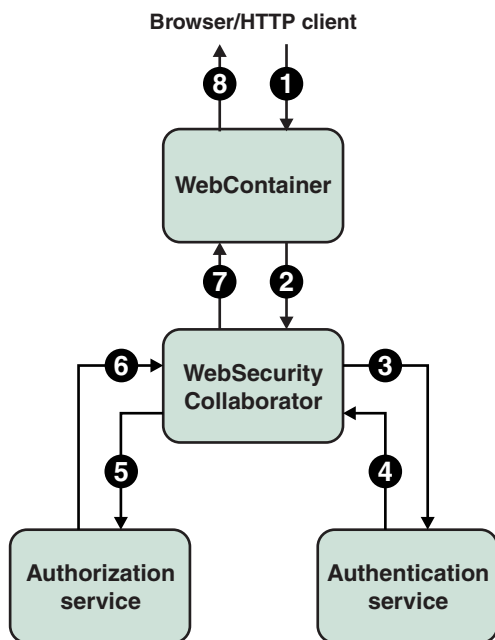 Browser/HTTP client
8
1
WebContainer
7
2
6
WebSecurity
3
Collaborator
5
4
Authorization
service
Authentication
service